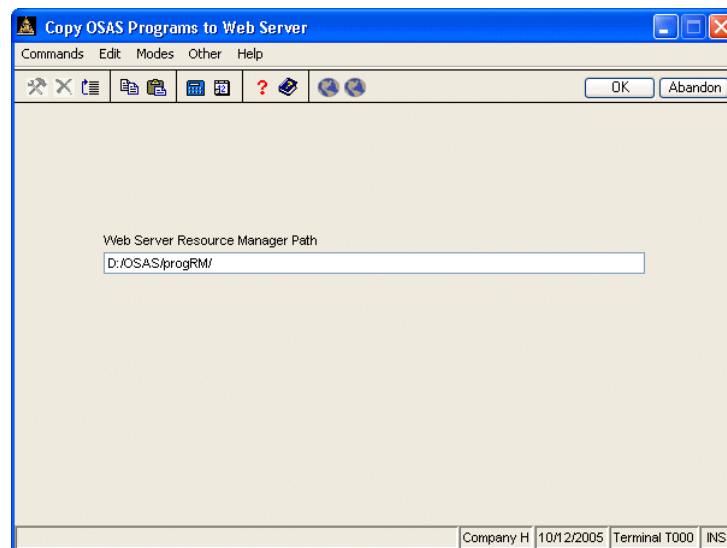 Copy OSAS Programs to Web Server
Commands Edit Modes Other Help
OK Abandon
Web Server Resource Manager Path
D:/OSAS/progRM/
Company H 10/12/2005 Terminal T000 INS